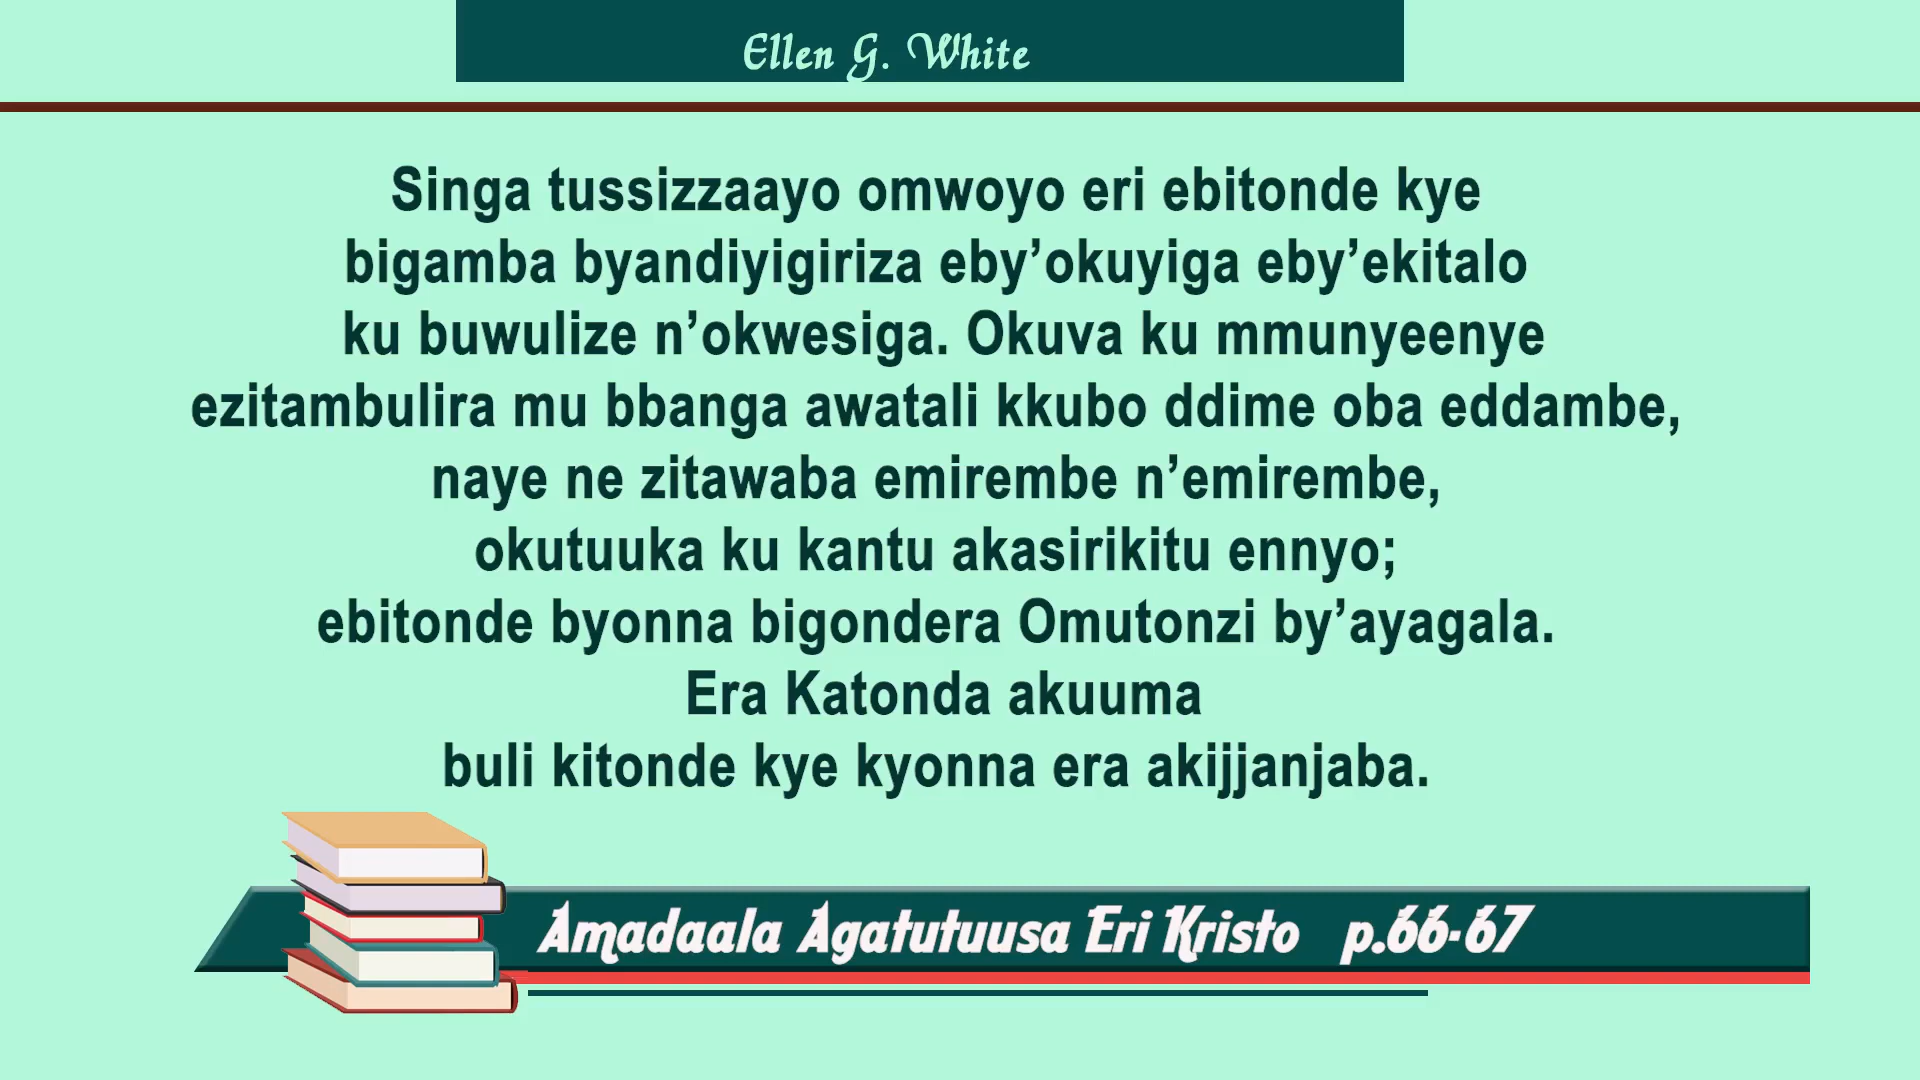 Ellen G. White
Singa tussizzaayo omwoyo eri ebitonde kye
bigamba byandiyigiriza eby’okuyiga eby’ekitalo
ku buwulize n’okwesiga. Okuva ku mmunyeenye
ezitambulira mu bbanga awatali kkubo ddime oba eddambe,
naye ne zitawaba emirembe n’emirembe,
okutuuka ku kantu akasirikitu ennyo;
ebitonde byonna bigondera Omutonzi by’ayagala.
Era Katonda akuuma
buli kitonde kye kyonna era akijjanjaba.
Amadaala Agatutuusa Eri Kristo p.66-67